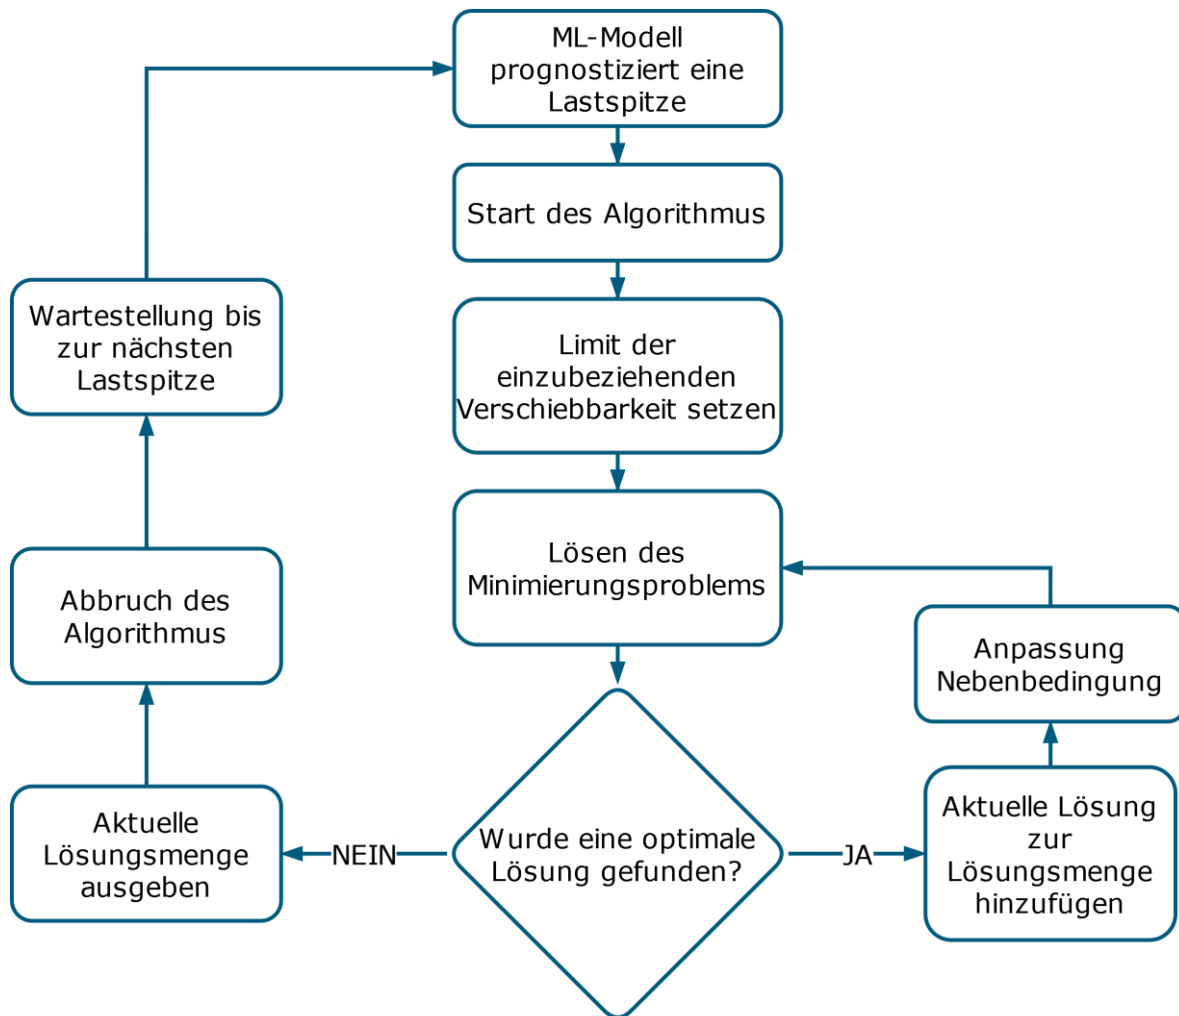 ML-Modell
prognostiziert eine
Lastspitze
Start des Algorithmus
Limit der
einzubeziehenden
Verschiebbarkeit setzen
Lösen des
Minimierungsproblems
Wurde eine optimale
Lösung gefunden?
JA
Aktuelle Lösung
zur
Lösungsmenge
hinzufügen
Anpassung
Nebenbedingung
NEIN
Aktuelle
Lösungsmenge
ausgeben
Abbruch des
Algorithmus
Wartestellung bis
zur nächsten
Lastspitze